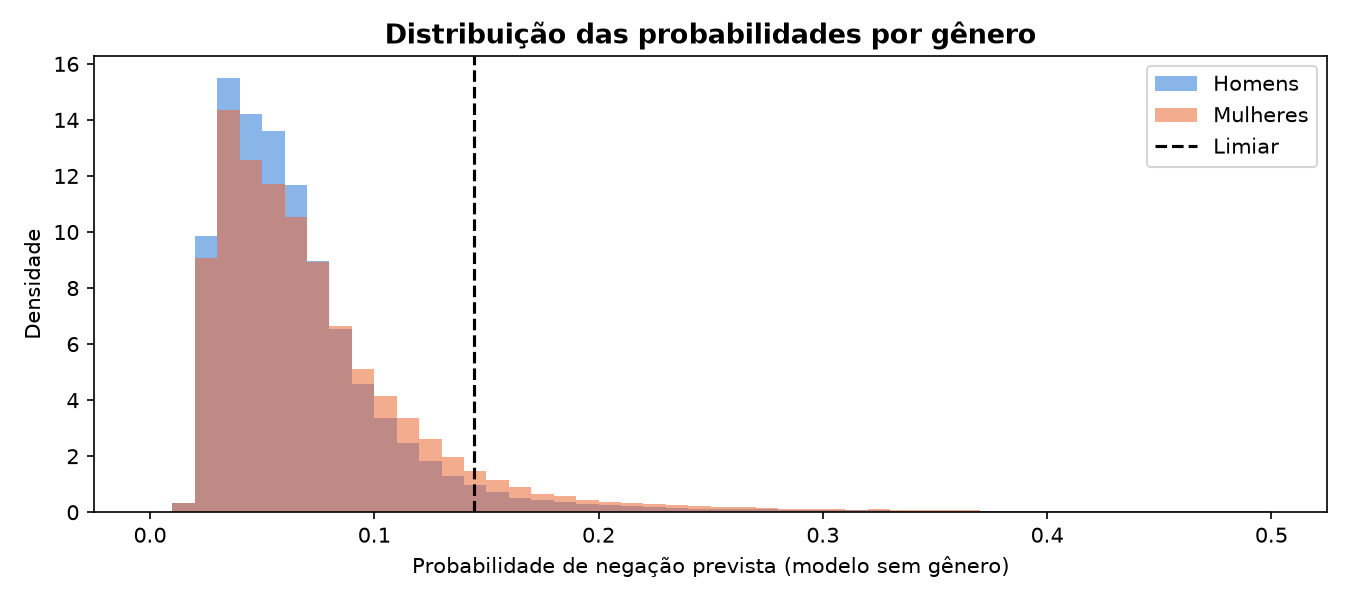 Distribuição das probabilidades por gênero
Homens
Mulheres
Limiar
Densidade
16
14
12
10
8
6
4
2
0
0.0 0.1 0.2 0.3 0.4 0.5
Probabilidade de negação prevista (modelo sem gênero)